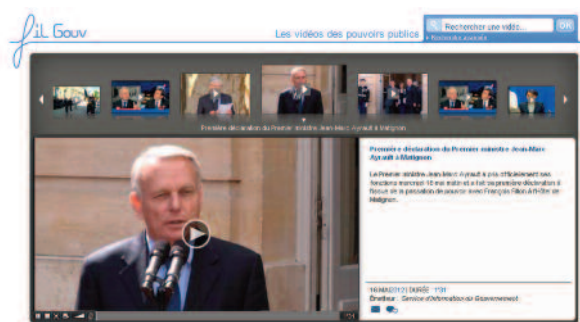 FiL Gouv
Les vidéos des pouvoirs publics
Rechercher une vidéo...
OK
Recherche avancée
Première déclaration du Premier ministre Jean-Marc Ayrault à Matignon
Première déclaration du Premier ministre Jean-Marc
Ayrault à Matignon
Le Premier ministre Jean-Marc Ayrault a pris officiellement ses
fonctions mercredi 16 mai matin et a fait sa première déclaration à
l'issue de la passation de pouvoir avec François Fillon à l'Hôtel de
Matignon.
16 MAI 2012 | DURÉE : 1'31
Émetteur : Service d'Information du Gouvernement